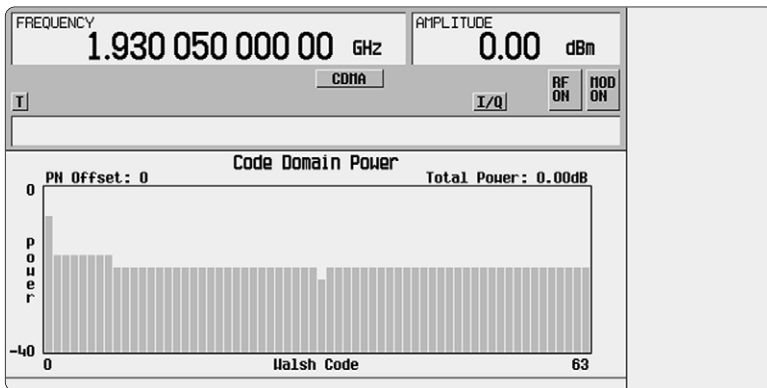 FREQUENCY
1.930 050 000 00 GHz
AMPLITUDE
0.00 dBm
CDMA
T
I/Q
RF
ON
MOD
ON
Code Domain Power
PN Offset: 0
Total Power: 0.00dB
0
Power
-40
0
Walsh Code
63